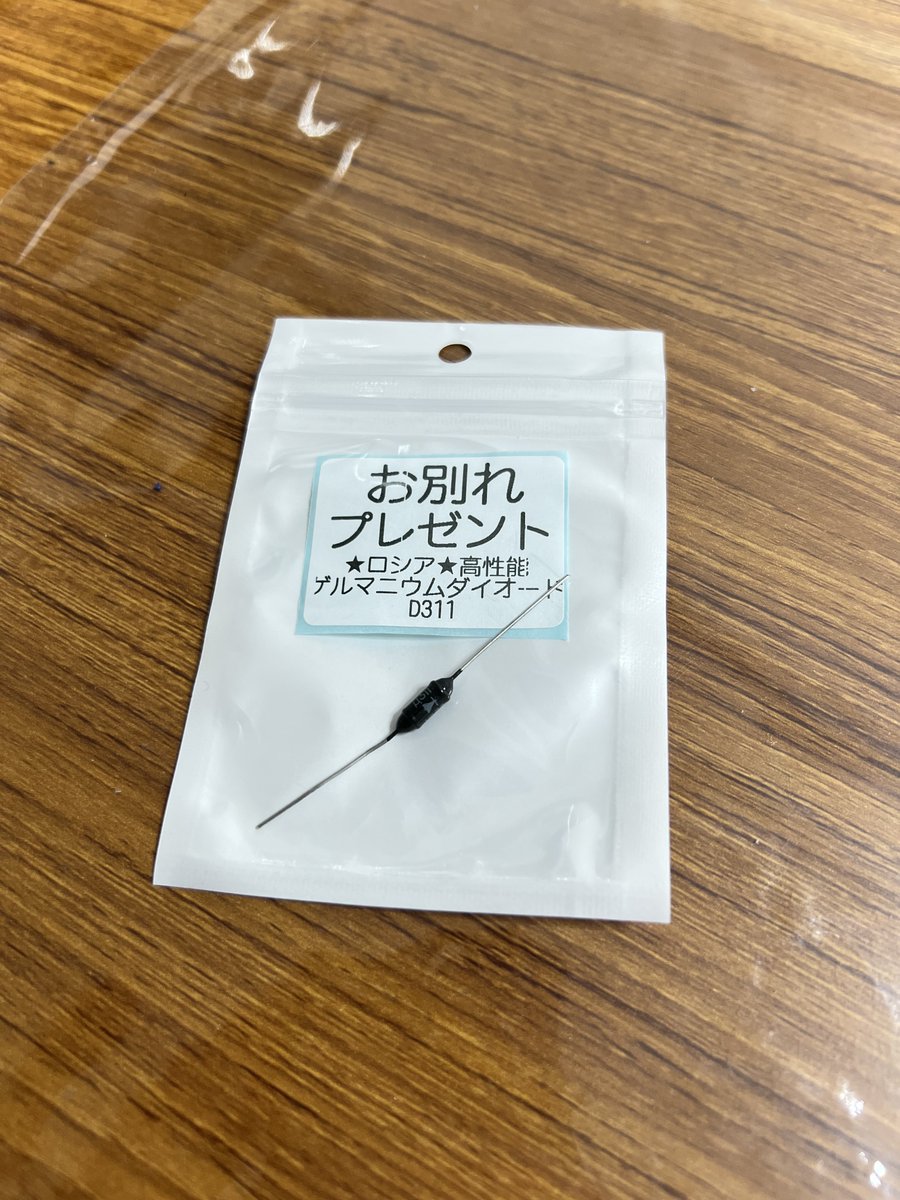 お別れ
プレゼント
★ロシア★高性能
ゲルマニウムダイオード
D311